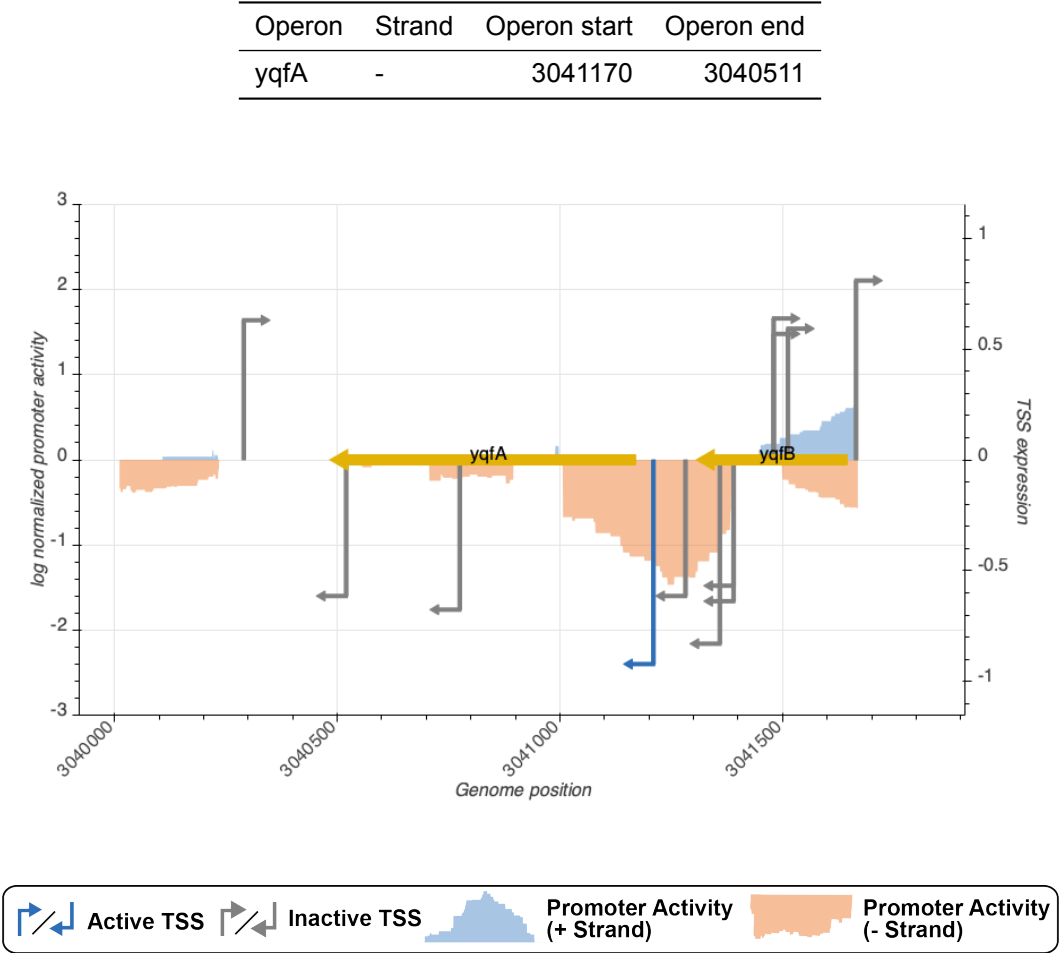 Operon Strand Operon start Operon end
yqfA - 3041170 3040511
3
2
1
0
-1
-2
-3
log normalized promoter activity
1
0.5
0
-0.5
-1
TSS expression
yqfA
yqfB
3040000
3040500
3041000
3041500
Genome position
Active TSS
Inactive TSS
Promoter Activity
(+ Strand)
Promoter Activity
(- Strand)